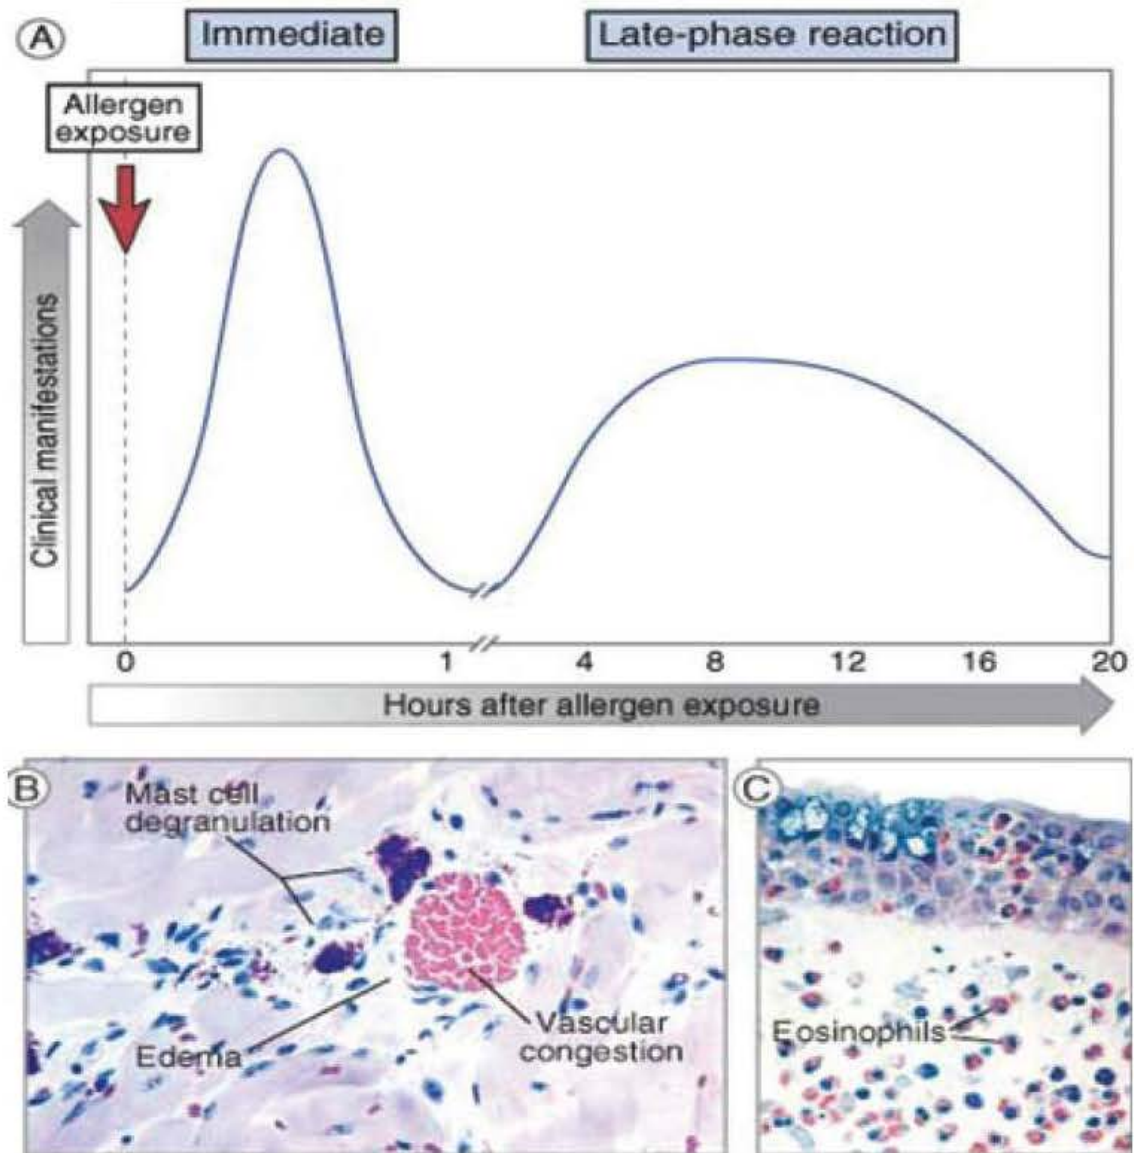 A
Immediate
Late-phase reaction
Allergen
exposure
Clinical manifestations
0 1 4 8 12 16 20
Hours after allergen exposure
B
Mast cell
degranulation
Edema
Vascular
congestion
C
Eosinophils